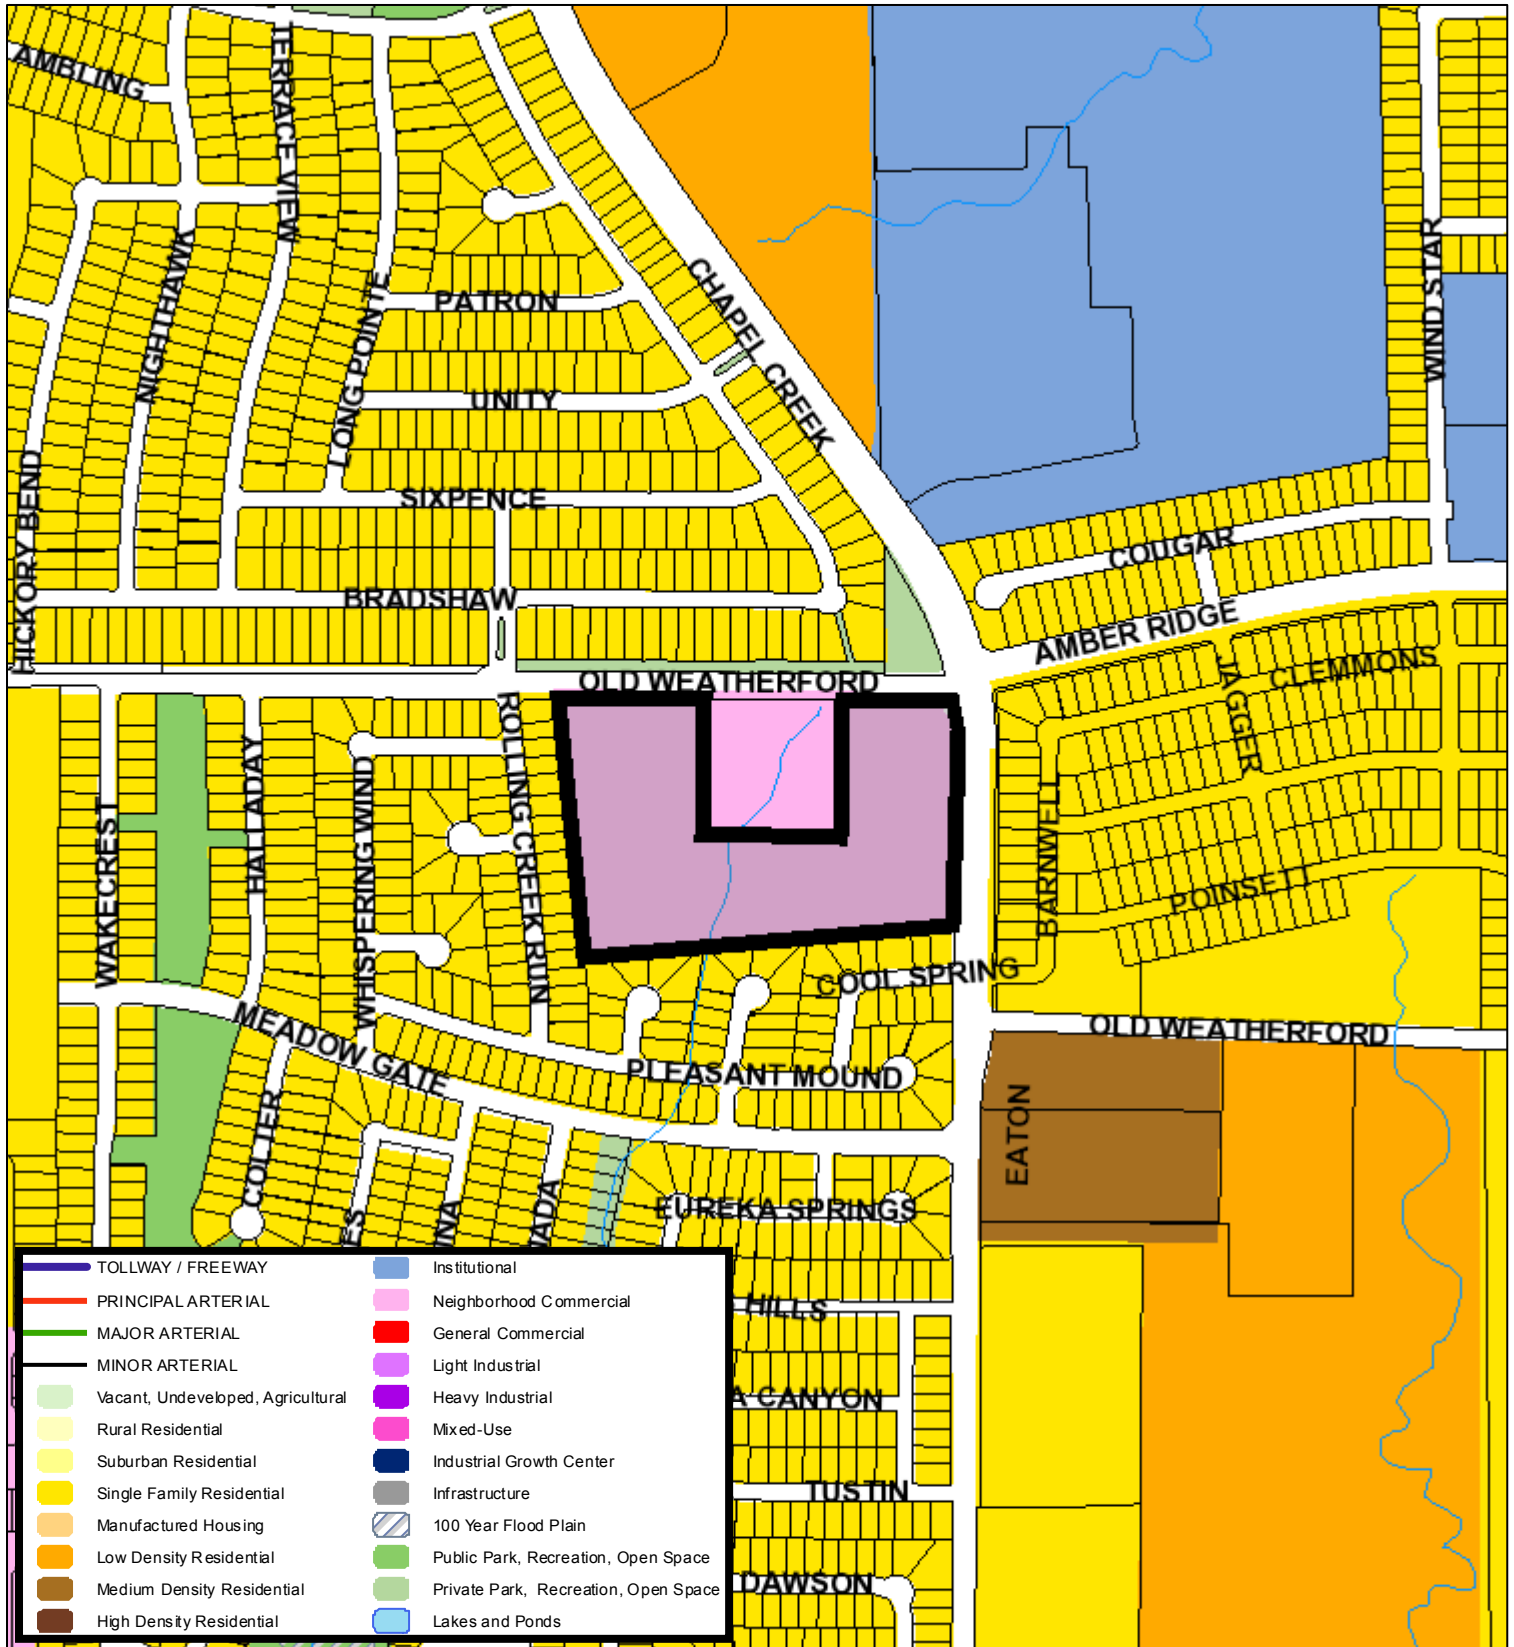 AMBLING
TERRACE VIEW
NIGHTHAWK
LONG POINTE
PATRON
CHAPEL CREEK
WIND STAR
UNITY
SIXPENCE
HICKORY BEND
BRADSHAW
COUGAR
AMBER RIDGE
OLD WEATHERFORD
JAGGER
CLEMMONS
WAKECREST
HALLADAY
WHISPERING WIND
ROLLING CREEK RUN
BARNWELL
POINSETT
COOL SPRING
MEADOW GATE
OLD WEATHERFORD
PLEASANT MOUND
COLTER
ES
NA
ADA
EATON
EUREKA SPRINGS
HILLS
A CANYON
TUSTIN
DAWSON
TOLLWAY / FREEWAY
PRINCIPAL ARTERIAL
MAJOR ARTERIAL
MINOR ARTERIAL
Vacant, Undeveloped, Agricultural
Rural Residential
Suburban Residential
Single Family Residential
Manufactured Housing
Low Density Residential
Medium Density Residential
High Density Residential
Institutional
Neighborhood Commercial
General Commercial
Light Industrial
Heavy Industrial
Mixed-Use
Industrial Growth Center
Infrastructure
100 Year Flood Plain
Public Park, Recreation, Open Space
Private Park, Recreation, Open Space
Lakes and Ponds